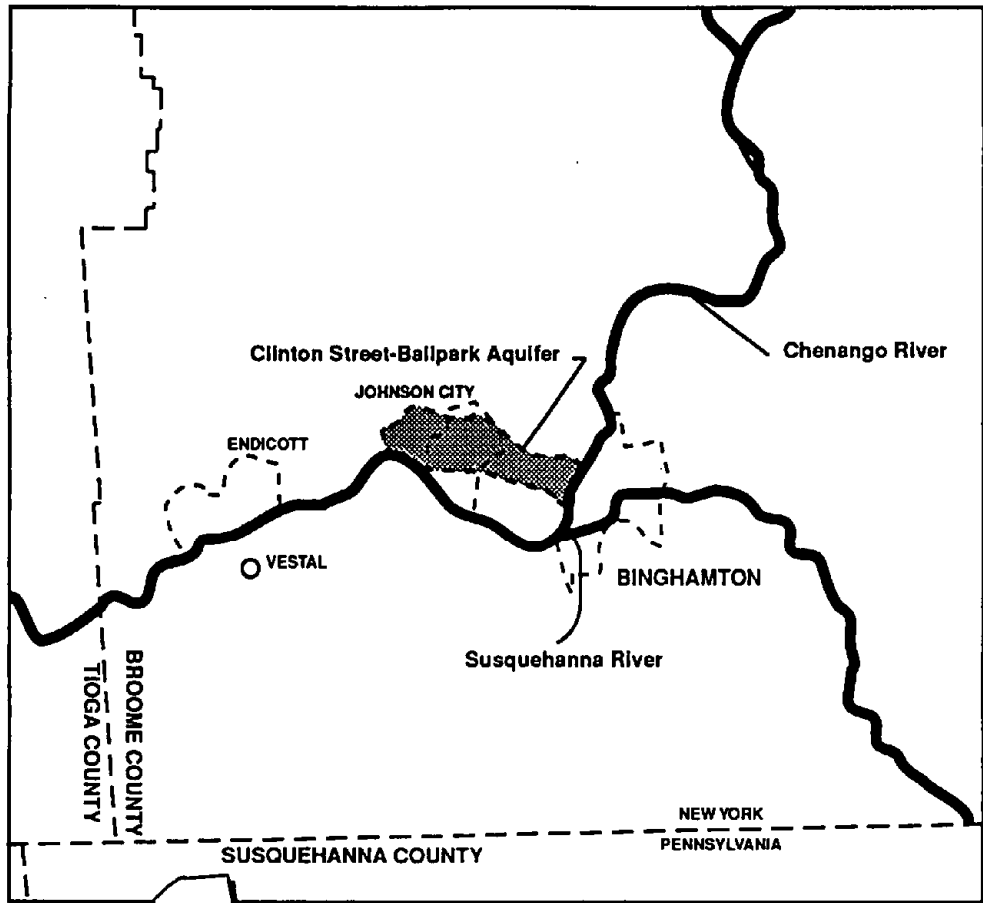 Clinton Street-Ballpark Aquifer
Chenango River
JOHNSON CITY
ENDICOTT
VESTAL
BINGHAMTON
Susquehanna River
BROOME COUNTY
TIOGA COUNTY
NEW YORK
PENNSYLVANIA
SUSQUEHANNA COUNTY